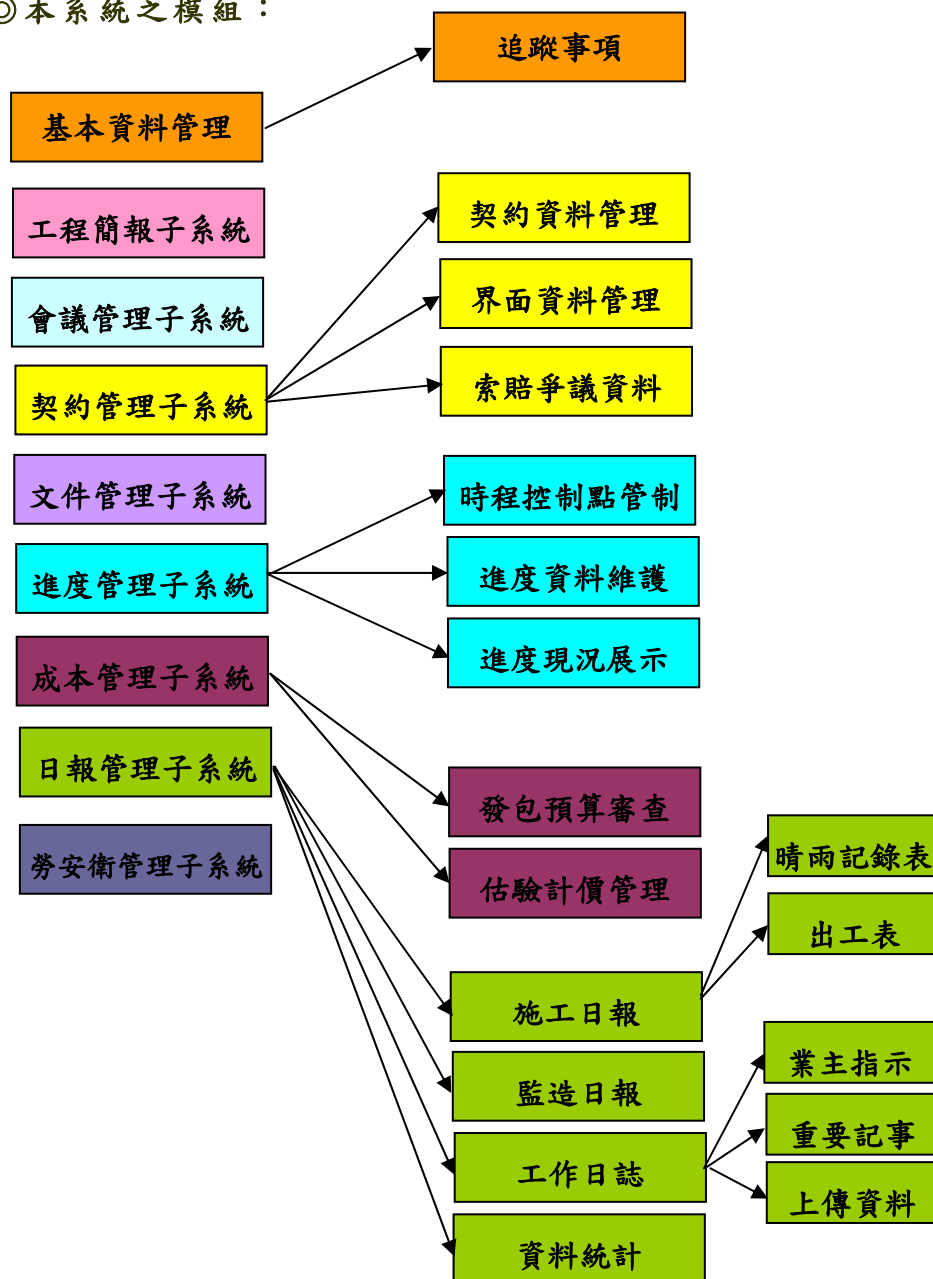 ◎本系統之模組：
追蹤事項
基本資料管理
工程簡報子系統
契約資料管理
會議管理子系統
界面資料管理
契約管理子系統
索賠爭議資料
文件管理子系統
時程控制點管制
進度管理子系統
進度資料維護
成本管理子系統
進度現況展示
日報管理子系統
發包預算審查
勞安衛管理子系統
估驗計價管理
晴雨記錄表
出工表
施工日報
監造日報
業主指示
重要記事
工作日誌
上傳資料
資料統計